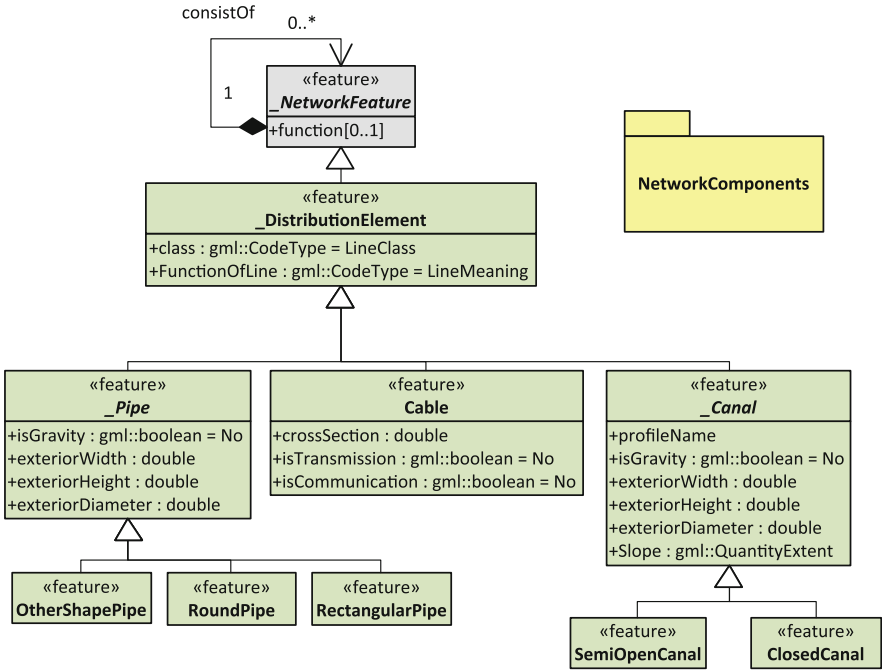 consistOf
0..*
1
«feature»
_NetworkFeature
+function[0..1]
NetworkComponents
«feature»
_DistributionElement
+class : gml::CodeType = LineClass
+FunctionOfLine : gml::CodeType = LineMeaning
«feature»
_Pipe
+isGravity : gml::boolean = No
+exteriorWidth : double
+exteriorHeight : double
+exteriorDiameter : double
«feature»
Cable
+crossSection : double
+isTransmission : gml::boolean = No
+isCommunication : gml::boolean = No
«feature»
_Canal
+profileName
+isGravity : gml::boolean = No
+exteriorWidth : double
+exteriorHeight : double
+exteriorDiameter : double
+Slope : gml::QuantityExtent
«feature»
OtherShapePipe
«feature»
RoundPipe
«feature»
RectangularPipe
«feature»
SemiOpenCanal
«feature»
ClosedCanal